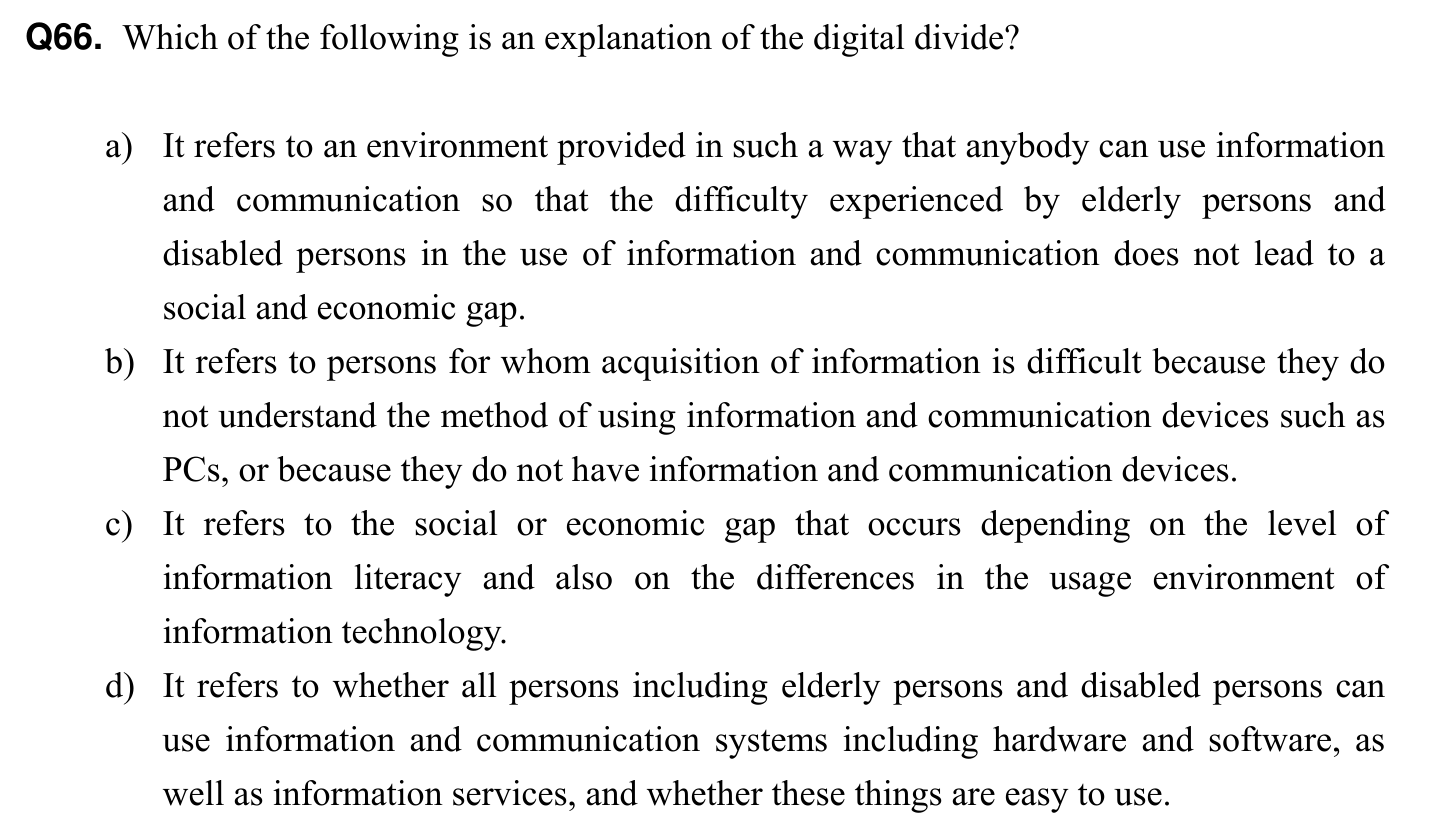 Q66. Which of the following is an explanation of the digital divide?
a) It refers to an environment provided in such a way that anybody can use information
and communication so that the difficulty experienced by elderly persons and
disabled persons in the use of information and communication does not lead to a
social and economic gap.
b) It refers to persons for whom acquisition of information is difficult because they do
not understand the method of using information and communication devices such as
PCs, or because they do not have information and communication devices.
c) It refers to the social or economic gap that occurs depending on the level of
information literacy and also on the differences in the usage environment of
information technology.
d) It refers to whether all persons including elderly persons and disabled persons can
use information and communication systems including hardware and software, as
well as information services, and whether these things are easy to use.